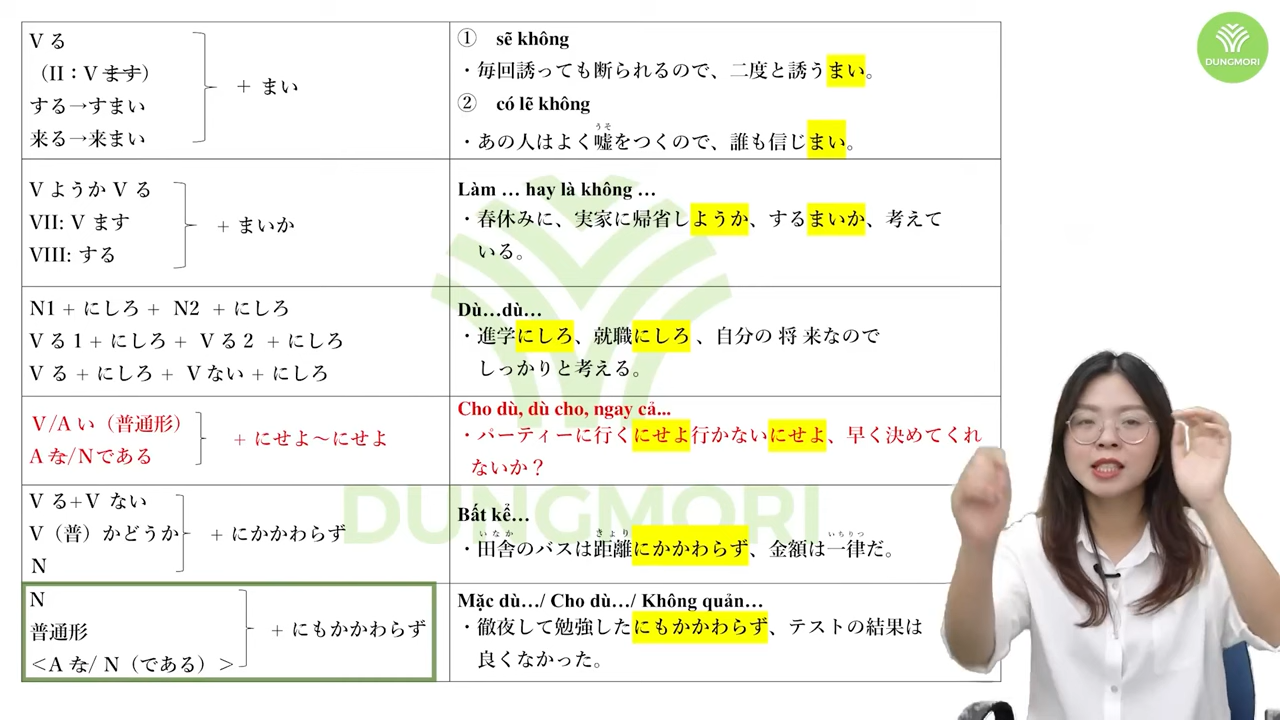 V る
（II：V ます）
する→すまい
来る→来まい
＋ まい
① sẽ không
・毎回誘っても断られるので、二度と誘うまい。
② có lẽ không
うそ
・あの人はよく嘘をつくので、誰も信じまい。
V ようか V る
VII: V ます
VIII: する
+ まいか
Làm … hay là không …
・春休みに、実家に帰省しようか、するまいか、考えて
いる。
N1 + にしろ + N2 + にしろ
V る 1 + にしろ + V る 2 + にしろ
V る + にしろ + V ない + にしろ
Dù…dù…
・進学にしろ、就職にしろ 、自分の 将 来なので
しっかりと考える。
V/A い（普通形）
A な/N である
+ にせよ～にせよ
Cho dù, dù cho, ngay cả...
・パーティーに行くにせよ行かないにせよ、早く決めてくれ
ないか？
V る+V ない
V（普）かどうか
N
+ にかかわらず
Bất kể…
いなか きょり いちりつ
・田舎のバスは距離にかかわらず、金額は一律だ。
N
普通形
<A な/ N（である）>
+ にもかかわらず
Mặc dù…/ Cho dù…/ Không quản…
・徹夜して勉強したにもかかわらず、テストの結果は
良くなかった。
DUNGMORI
DUNGMORI